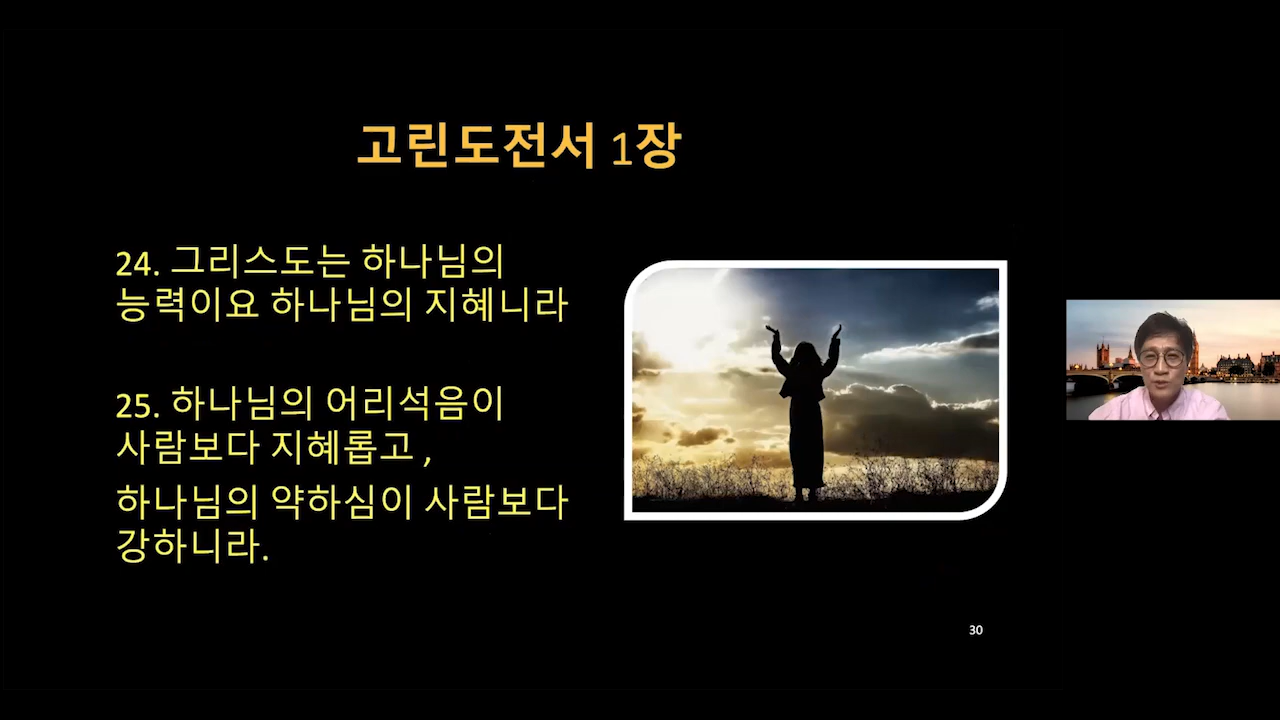 고린도전서 1장
24. 그리스도는 하나님의
능력이요 하나님의 지혜니라
25. 하나님의 어리석음이
사람보다 지혜롭고 ,
하나님의 약하심이 사람보다
강하니라.
30